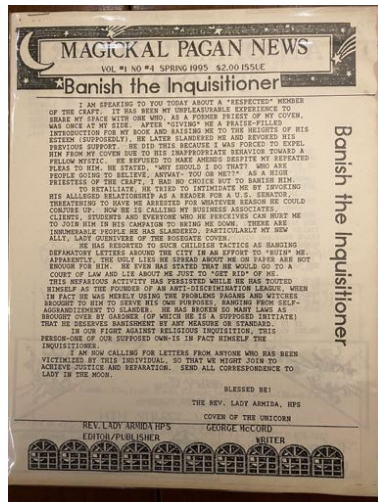 MAGICKAL PAGAN NEWS
VOL #1 NO #4 SPRING 1995 $2.00 ISSUE
Banish the Inquisitioner
I AM SPEAKING TO YOU TODAY ABOUT A "RESPECTED" MEMBER
OF THE CRAFT. IT HAS BEEN MY UNPLEASURABLE EXPERIENCE TO
SHARE MY SPACE WITH ONE WHO, AS A FORMER PRIEST OF MY COVEN,
WAS ONCE AT MY SIDE. AFTER "GIVING" ME A PRAISE-FILLED
INTRODUCTION FOR MY BOOK AND RAISING ME TO THE HEIGHTS OF HIS
ESTEEM (SUPPOSEDLY), HE LATER SLANDERED ME AND REVOKED HIS
PREVIOUS SUPPORT. HE DID THIS BECAUSE I WAS FORCED TO EXPEL
HIM FROM MY COVEN DUE TO HIS INAPPROPRIATE BEHAVIOR TOWARD A
FELLOW MYSTIC. HE REFUSED TO MAKE AMENDS DESPITE MY REPEATED
PLEAS TO HIM. HE STATED, "WHY SHOULD I DO THAT? WHO ARE
PEOPLE GOING TO BELIEVE, ANYWAY- YOU OR ME?!" AS A HIGH
PRIESTESS OF THE CRAFT, I HAD NO CHOICE BUT TO BANISH HIM.
TO RETALIATE, HE TRIED TO INTIMIDATE ME BY INVOKING
HIS ALLEGED RELATIONSHIP AS A READER FOR A U.S. SENATOR,
THREATENING TO HAVE ME ARRESTED FOR WHATEVER REASON HE COULD
CONJURE UP. NOW HE IS CALLING MY BUSINESS ASSOCIATES,
CLIENTS, STUDENTS AND EVERYONE WHO HE PERCEIVES CAN HURT ME
TO JOIN HIM IN HIS CAMPAIGN TO BRING ME DOWN. THERE ARE
INNUMERABLE PEOPLE HE HAS SLANDERED, PARTICULARLY MY NEW
ALLY, LADY GUENIVERE OF THE ROSEGATE COVEN.
HE HAS RESORTED TO SUCH CHILDISH TACTICS AS HANGING
DEFAMATORY LETTERS AROUND THE CITY IN AN EFFORT TO "RUIN" ME.
APPARENTLY, THE UGLY LIES HE SPREAD ABOUT ME ON PAPER ARE NOT
ENOUGH FOR HIM. HE EVEN HAS STATED THAT HE WOULD GO TO A
COURT OF LAW AND LIE ABOUT ME JUST TO "GET RID" OF ME.
THIS NEFARIOUS ACTIVITY HAS PERSISTED WHILE HE HAS TOUTED
HIMSELF AS THE FOUNDER OF AN ANTI-DISCRIMINATION LEAGUE, WHEN
IN FACT HE WAS MERELY USING THE PROBLEMS PAGANS AND WITCHES
BROUGHT TO HIM TO SERVE HIS OWN PURPOSES, RANGING FROM SELF-
AGGRANDIZEMENT TO SLANDER. HE HAS BROKEN SO MANY LAWS AS
BROUGHT OVER BY GARDNER (OF WHICH HE IS A SUPPOSED INITIATE)
THAT HE DESERVES BANISHMENT BY ANY MEASURE OR STANDARD.
IN OUR FIGHT AGAINST RELIGIOUS INQUISITION, THIS
PERSON-ONE OF OUR SUPPOSED OWN-IS IN FACT HIMSELF THE
INQUISITIONER.
I AM NOW CALLING FOR LETTERS FROM ANYONE WHO HAS BEEN
VICTIMIZED BY THIS INDIVIDUAL, SO THAT WE MIGHT JOIN TO
ACHIEVE JUSTICE AND REPARATION. SEND ALL CORRESPONDENCE TO
LADY IN THE MOON.
BLESSED BE!
THE REV. LADY ARMIDA, HPS
COVEN OF THE UNICORN
Banish the Inquisitioner
REV. LADY ARMIDA HPS
EDITOR/PUBLISHER
GEORGE McCORD
WRITER